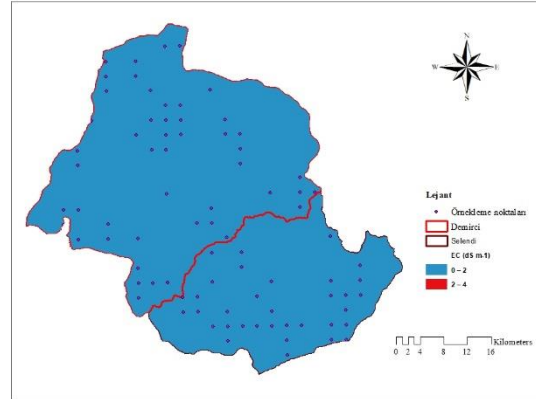 N
W E
S
Lejant
Örnekleme noktaları
Demirci
Selendi
EC (dS m-1)
0 – 2
2 – 4
Kilometers
0 2 4 8 12 16